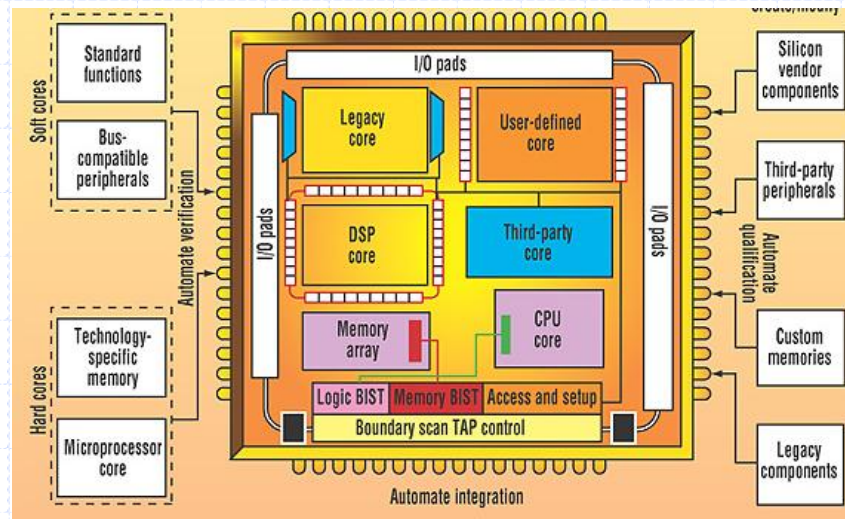 create/modify
Standard
functions
Bus-
compatible
peripherals
Soft cores
Automate verification
Technology-
specific
memory
Microprocessor
core
Hard cores
I/O pads
I/O pads
I/O pads
Legacy
core
User-defined
core
DSP
core
Third-party
core
Memory
array
CPU
core
Logic BIST
Memory BIST
Access and setup
Boundary scan TAP control
Automate integration
Silicon
vendor
components
Third-party
peripherals
Automate
qualification
Custom
memories
Legacy
components